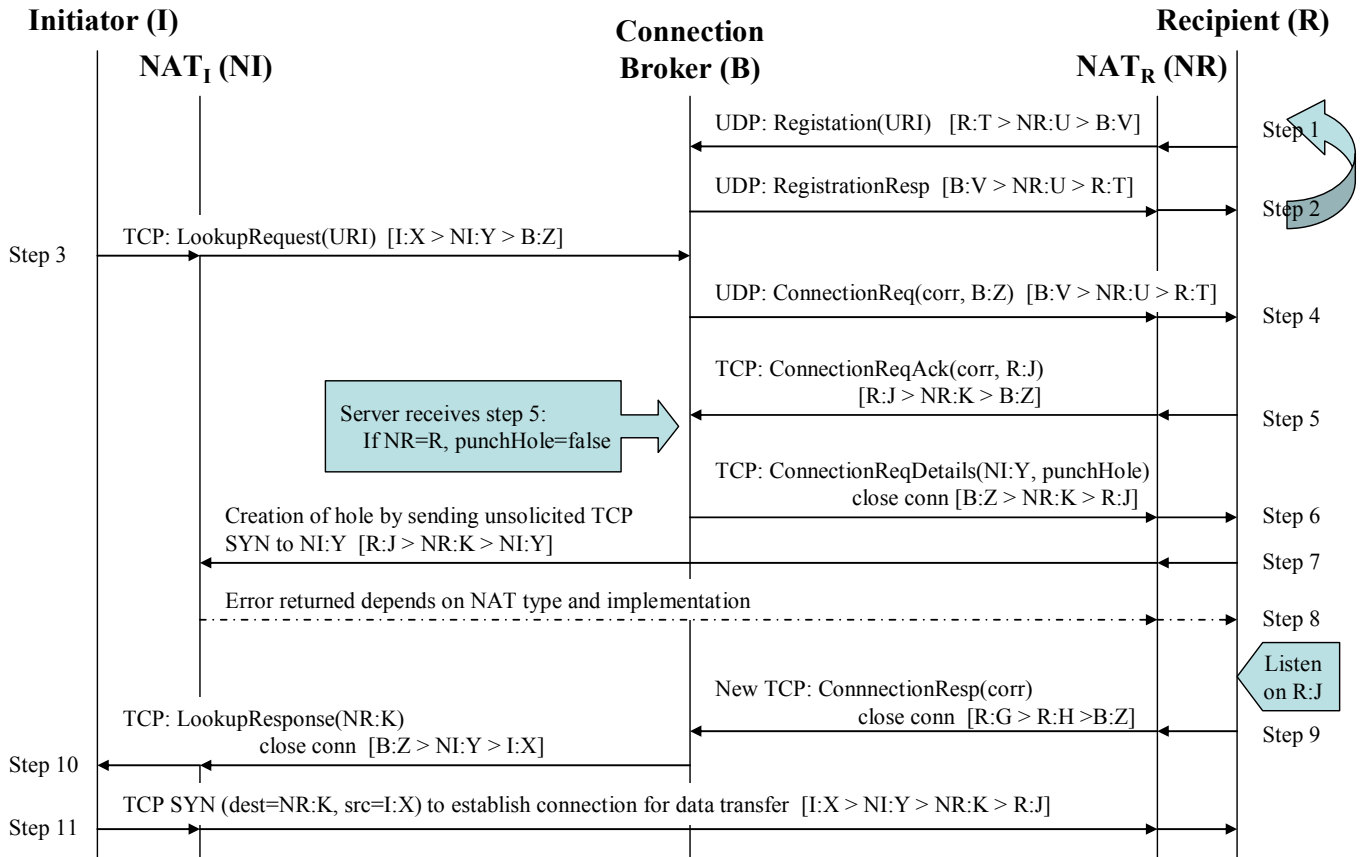 Initiator (I)
Recipient (R)
Connection
Broker (B)
NATI (NI)
NATR (NR)
UDP: Registation(URI) [R:T > NR:U > B:V]
Step 1
UDP: RegistrationResp [B:V > NR:U > R:T]
Step 2
TCP: LookupRequest(URI) [I:X > NI:Y > B:Z]
Step 3
UDP: ConnectionReq(corr, B:Z) [B:V > NR:U > R:T]
Step 4
TCP: ConnectionReqAck(corr, R:J)
[R:J > NR:K > B:Z]
Step 5
Server receives step 5:
If NR=R, punchHole=false
TCP: ConnectionReqDetails(NI:Y, punchHole)
close conn [B:Z > NR:K > R:J]
Step 6
Creation of hole by sending unsolicited TCP
SYN to NI:Y [R:J > NR:K > NI:Y]
Step 7
Error returned depends on NAT type and implementation
Step 8
Listen
on R:J
New TCP: ConnnectionResp(corr)
close conn [R:G > R:H >B:Z]
Step 9
TCP: LookupResponse(NR:K)
close conn [B:Z > NI:Y > I:X]
Step 10
TCP SYN (dest=NR:K, src=I:X) to establish connection for data transfer [I:X > NI:Y > NR:K > R:J]
Step 11